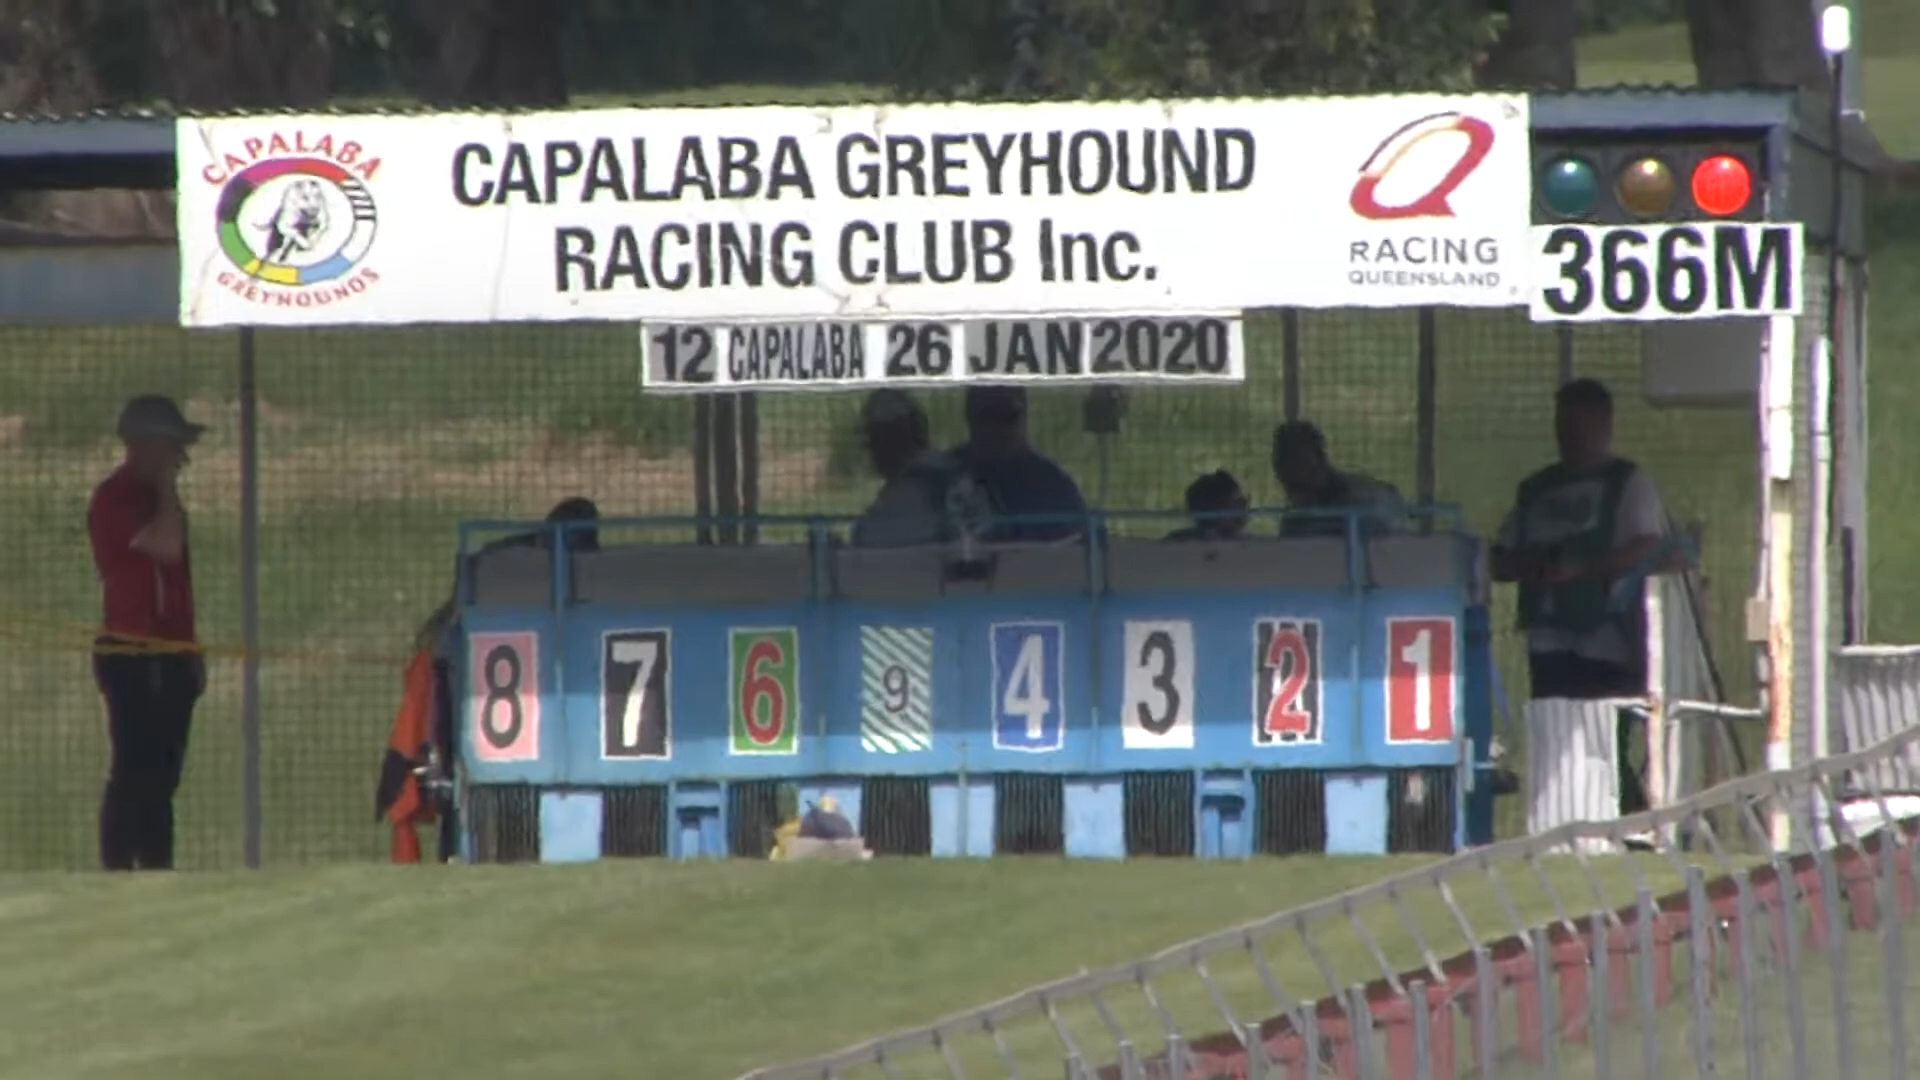 CAPALABA
GREYHOUNDS
CAPALABA GREYHOUND
RACING CLUB Inc.
RACING
QUEENSLAND
366M
12 CAPALABA 26 JAN 2020
8 7 6 9 4 3 2 1